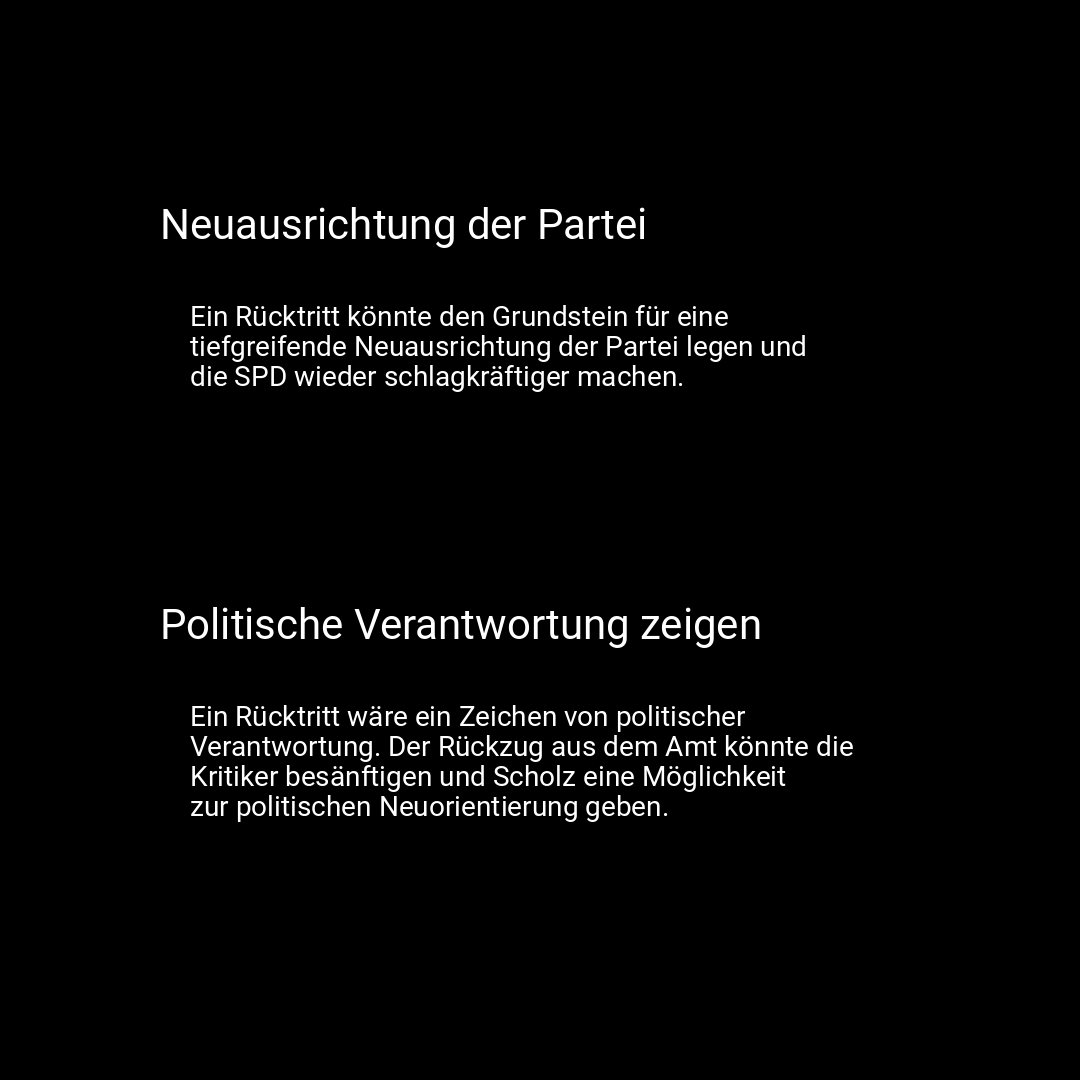 Neuausrichtung der Partei
Ein Rücktritt könnte den Grundstein für eine
tiefgreifende Neuausrichtung der Partei legen und
die SPD wieder schlagkräftiger machen.
Politische Verantwortung zeigen
Ein Rücktritt wäre ein Zeichen von politischer
Verantwortung. Der Rückzug aus dem Amt könnte die
Kritiker besänftigen und Scholz eine Möglichkeit
zur politischen Neuorientierung geben.